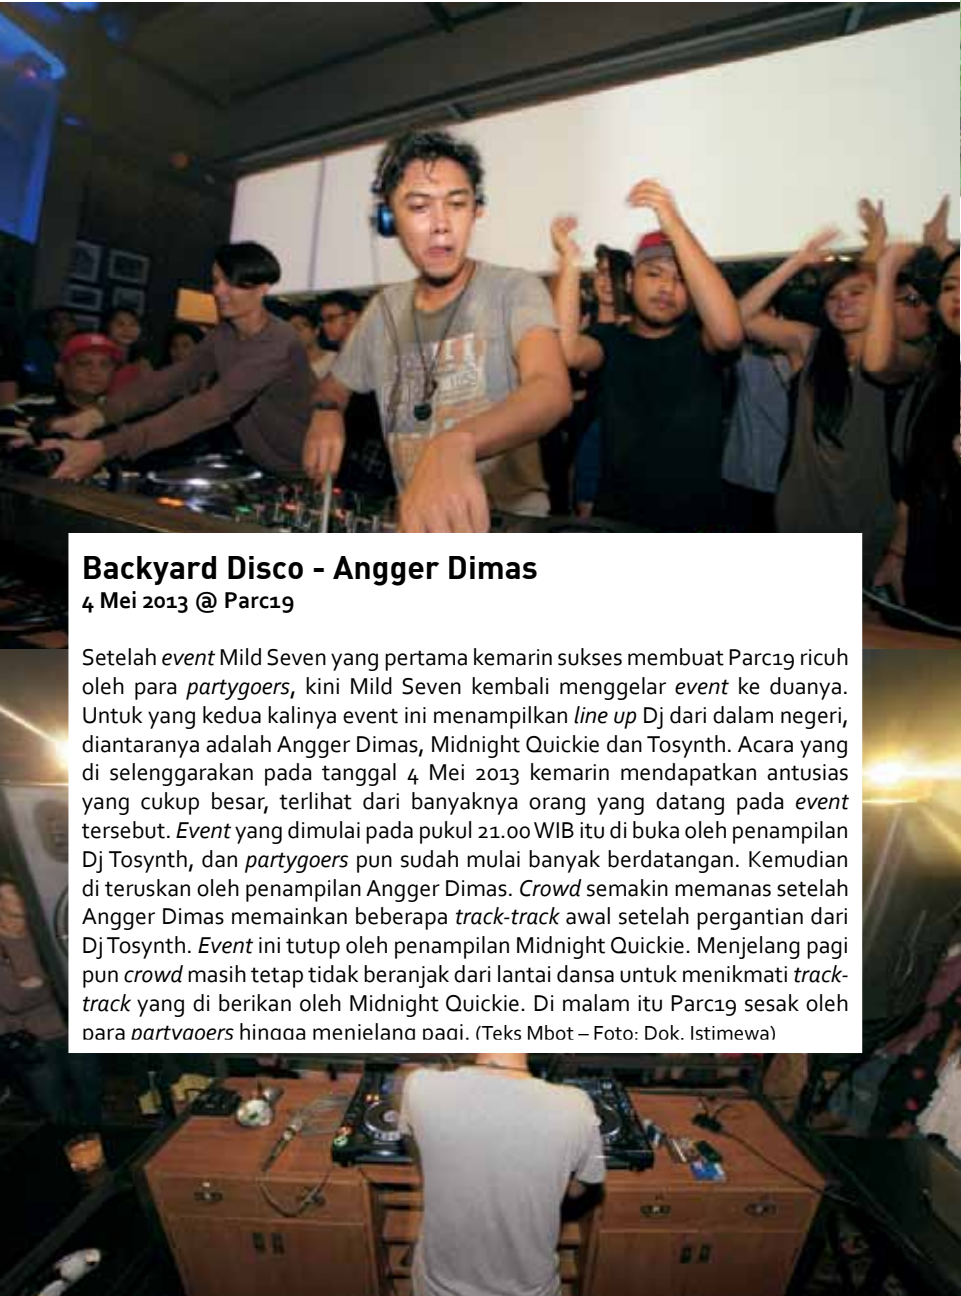 Backyard Disco - Angger Dimas
4 Mei 2013 @ Parc19
Setelah event Mild Seven yang pertama kemarin sukses membuat Parc19 ricuh
oleh para partygoers, kini Mild Seven kembali menggelar event ke duanya.
Untuk yang kedua kalinya event ini menampilkan line up Dj dari dalam negeri,
diantaranya adalah Angger Dimas, Midnight Quickie dan Tosynth. Acara yang
di selenggarakan pada tanggal 4 Mei 2013 kemarin mendapatkan antusias
yang cukup besar, terlihat dari banyaknya orang yang datang pada event
tersebut. Event yang dimulai pada pukul 21.00 WIB itu di buka oleh penampilan
Dj Tosynth, dan partygoers pun sudah mulai banyak berdatangan. Kemudian
di teruskan oleh penampilan Angger Dimas. Crowd semakin memanas setelah
Angger Dimas memainkan beberapa track-track awal setelah pergantian dari
Dj Tosynth. Event ini tutup oleh penampilan Midnight Quickie. Menjelang pagi
pun crowd masih tetap tidak beranjak dari lantai dansa untuk menikmati track-
track yang di berikan oleh Midnight Quickie. Di malam itu Parc19 sesak oleh
para partygoers hingga menjelang pagi. (Teks Mbot – Foto: Dok. Istimewa)